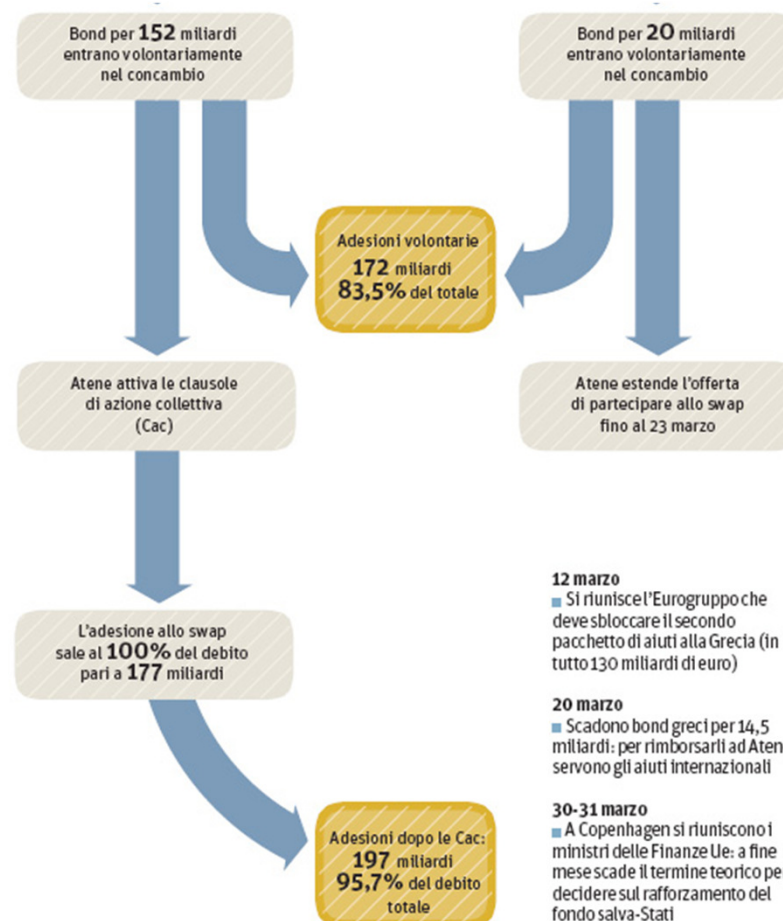 Bond per 152 miliardi
entrano volontariamente
nel concambio
Bond per 20 miliardi
entrano volontariamente
nel concambio
Adesioni volontarie
172 miliardi
83,5% del totale
Atene attiva le clausole
di azione collettiva
(Cac)
Atene estende l'offerta
di partecipare allo swap
fino al 23 marzo
L'adesione allo swap
sale al 100% del debito
pari a 177 miliardi
Adesioni dopo le Cac:
197 miliardi
95,7% del debito
totale
12 marzo
Si riunisce l'Eurogruppo che
deve sbloccare il secondo
pacchetto di aiuti alla Grecia (in
tutto 130 miliardi di euro)
20 marzo
Scadono bond greci per 14,5
miliardi: per rimborsarli ad Aten
servono gli aiuti internazionali
30-31 marzo
A Copenhagen si riuniscono i
ministri delle Finanze Ue: a fine
mese scade il termine teorico pe
decidere sul rafforzamento del
fondo salva-Stati